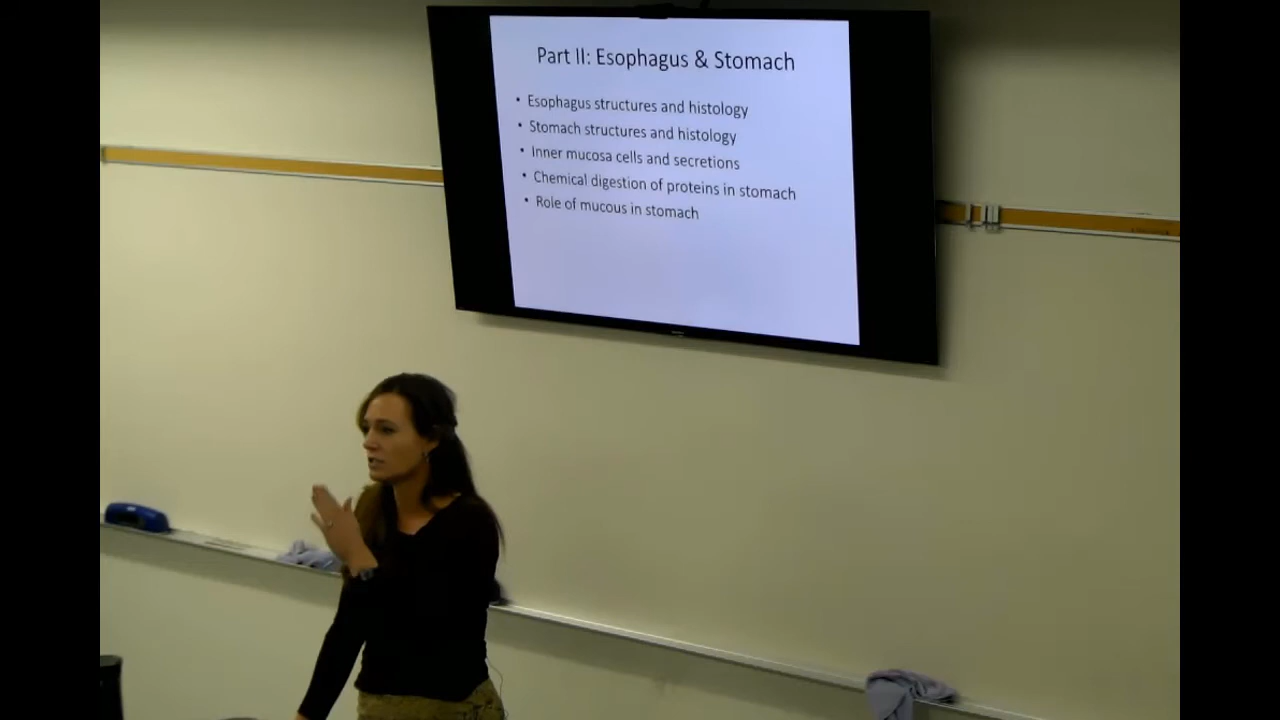 Part II: Esophagus & Stomach
• Esophagus structures and histology
• Stomach structures and histology
• Inner mucosa cells and secretions
• Chemical digestion of proteins in stomach
• Role of mucous in stomach